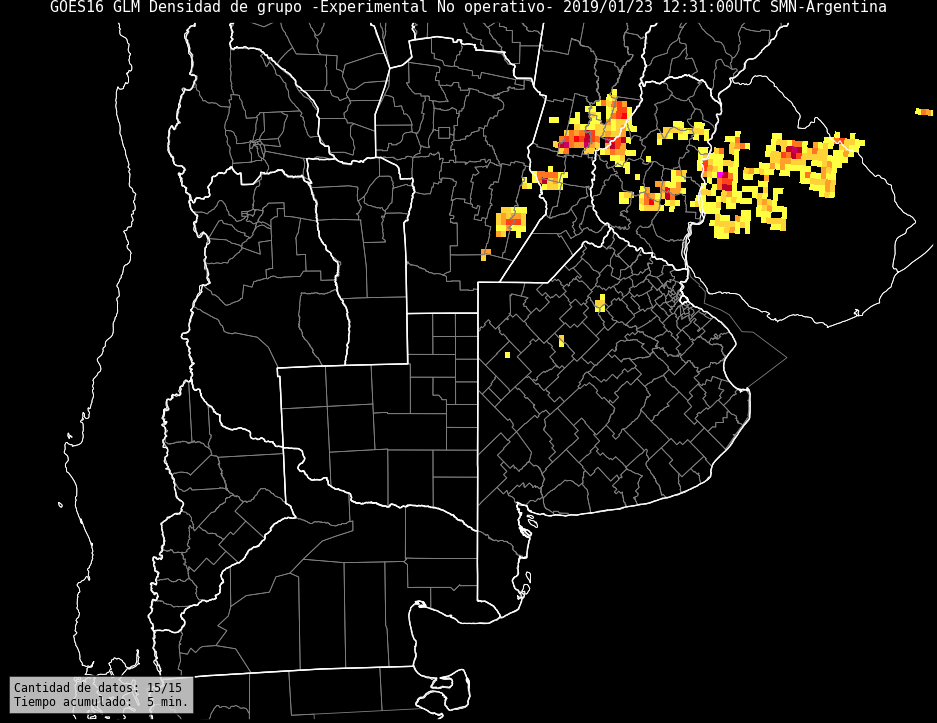 GOES16 GLM Densidad de grupo -Experimental No operativo- 2019/01/23 12:31:00UTC SMN-Argentina
Cantidad de datos: 15/15
Tiempo acumulado:  5 min.